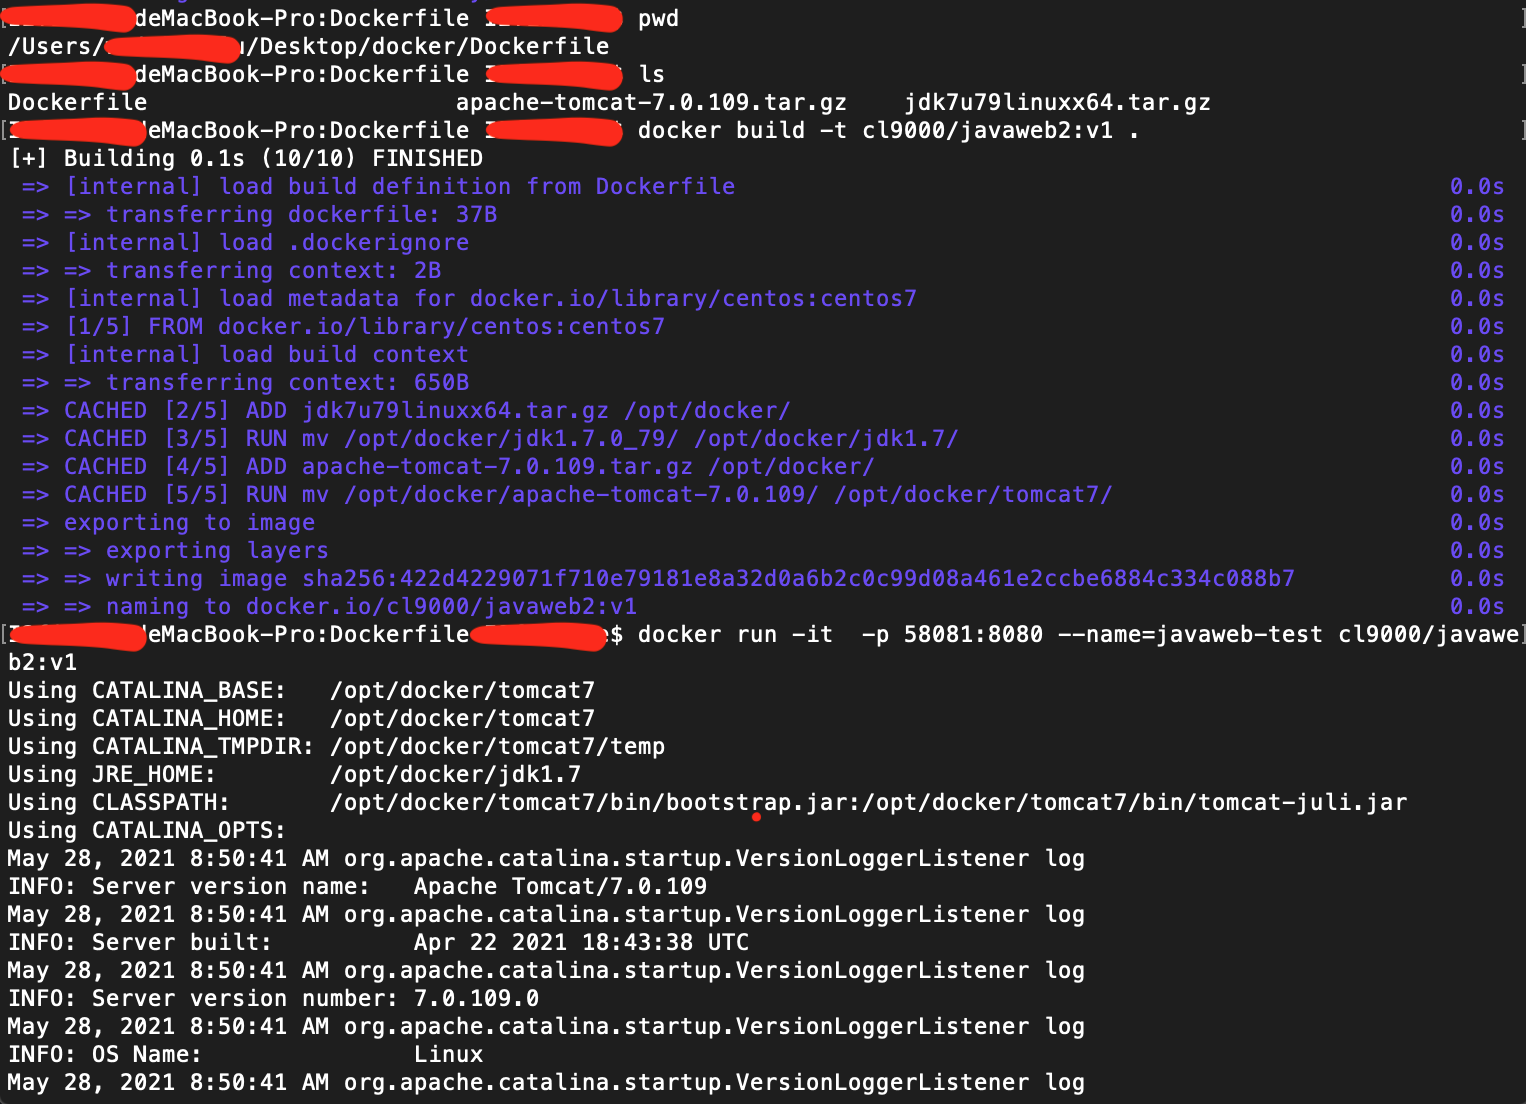 deMacBook-Pro:Dockerfile pwd
/Users/ /Desktop/docker/Dockerfile
deMacBook-Pro:Dockerfile ls
Dockerfile apache-tomcat-7.0.109.tar.gz jdk7u79linuxx64.tar.gz
deMacBook-Pro:Dockerfile docker build -t cl9000/javaweb2:v1 .
[+] Building 0.1s (10/10) FINISHED
=> [internal] load build definition from Dockerfile 0.0s
=> => transferring dockerfile: 37B 0.0s
=> [internal] load .dockerignore 0.0s
=> => transferring context: 2B 0.0s
=> [internal] load metadata for docker.io/library/centos:centos7 0.0s
=> [1/5] FROM docker.io/library/centos:centos7 0.0s
=> [internal] load build context 0.0s
=> => transferring context: 650B 0.0s
=> CACHED [2/5] ADD jdk7u79linuxx64.tar.gz /opt/docker/ 0.0s
=> CACHED [3/5] RUN mv /opt/docker/jdk1.7.0_79/ /opt/docker/jdk1.7/ 0.0s
=> CACHED [4/5] ADD apache-tomcat-7.0.109.tar.gz /opt/docker/ 0.0s
=> CACHED [5/5] RUN mv /opt/docker/apache-tomcat-7.0.109/ /opt/docker/tomcat7/ 0.0s
=> exporting to image 0.0s
=> => exporting layers 0.0s
=> => writing image sha256:422d4229071f710e79181e8a32d0a6b2c0c99d08a461e2ccbe6884c334c088b7 0.0s
=> => naming to docker.io/cl9000/javaweb2:v1 0.0s
deMacBook-Pro:Dockerfile e$ docker run -it  -p 58081:8080 --name=javaweb-test cl9000/javawe
b2:v1
Using CATALINA_BASE: /opt/docker/tomcat7
Using CATALINA_HOME: /opt/docker/tomcat7
Using CATALINA_TMPDIR: /opt/docker/tomcat7/temp
Using JRE_HOME: /opt/docker/jdk1.7
Using CLASSPATH: /opt/docker/tomcat7/bin/bootstrap.jar:/opt/docker/tomcat7/bin/tomcat-juli.jar
Using CATALINA_OPTS:
May 28, 2021 8:50:41 AM org.apache.catalina.startup.VersionLoggerListener log
INFO: Server version name: Apache Tomcat/7.0.109
May 28, 2021 8:50:41 AM org.apache.catalina.startup.VersionLoggerListener log
INFO: Server built: Apr 22 2021 18:43:38 UTC
May 28, 2021 8:50:41 AM org.apache.catalina.startup.VersionLoggerListener log
INFO: Server version number: 7.0.109.0
May 28, 2021 8:50:41 AM org.apache.catalina.startup.VersionLoggerListener log
INFO: OS Name: Linux
May 28, 2021 8:50:41 AM org.apache.catalina.startup.VersionLoggerListener log